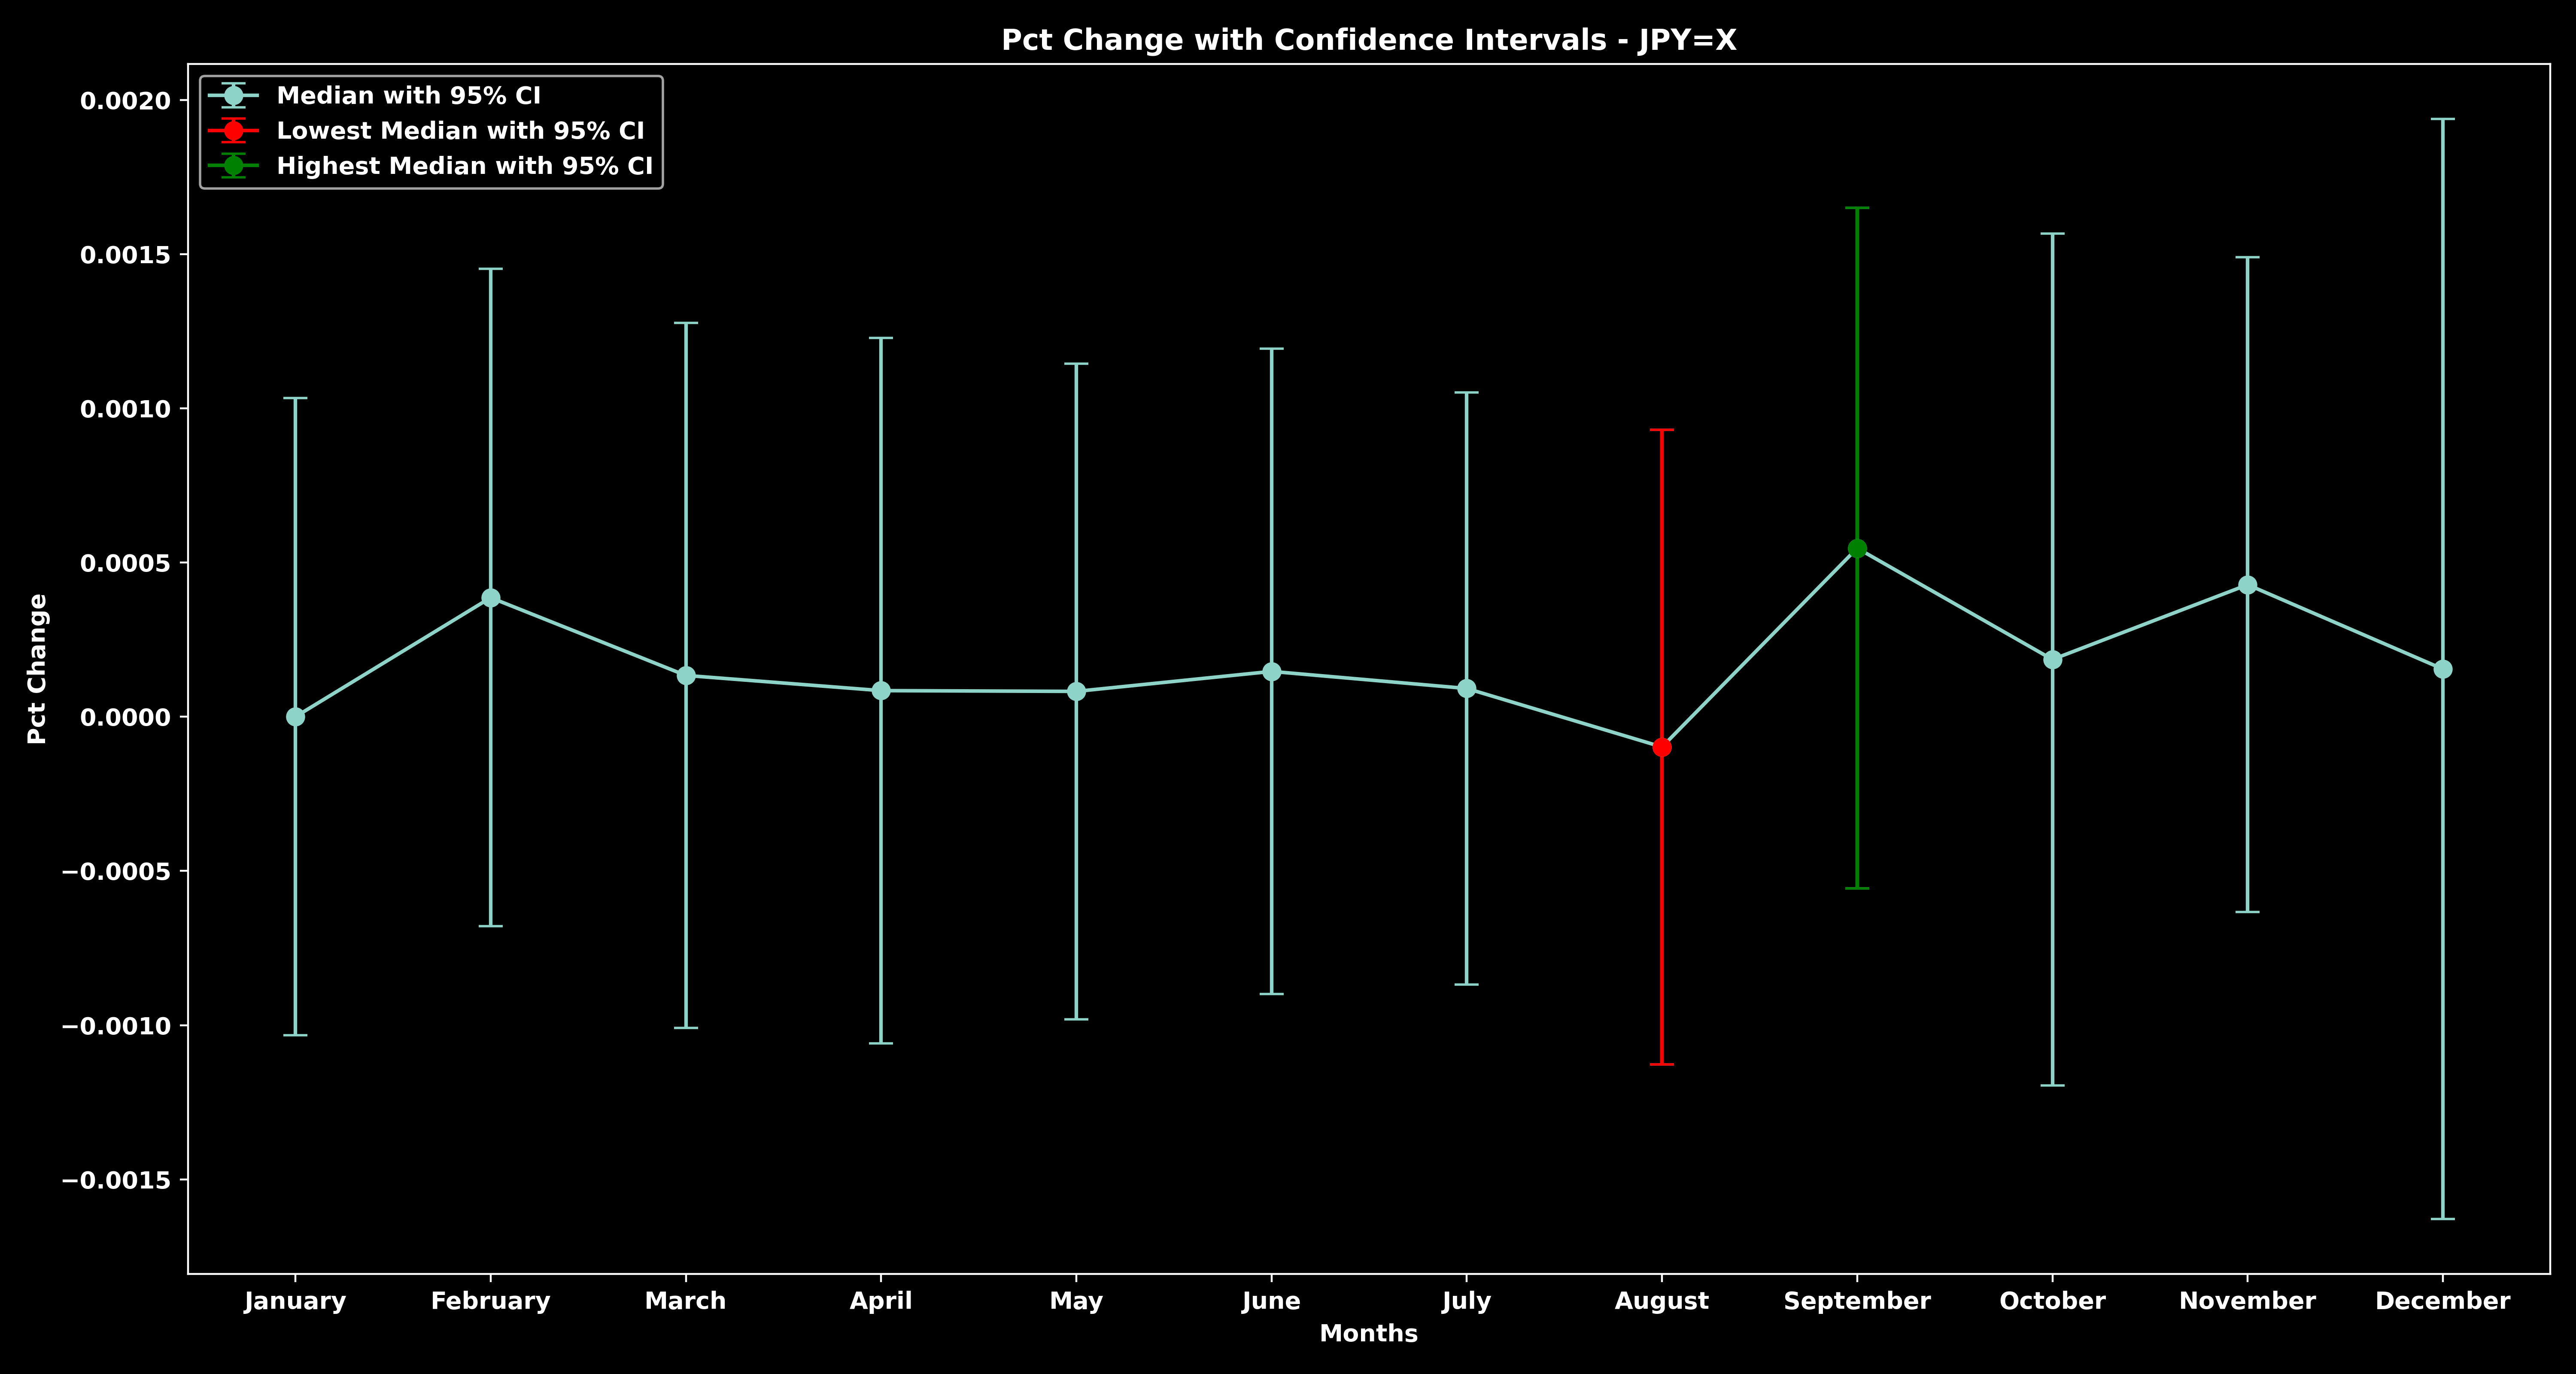 Pct Change with Confidence Intervals - JPY=X
Median with 95% CI
Lowest Median with 95% CI
Highest Median with 95% CI
0.0020
0.0015
0.0010
0.0005
0.0000
−0.0005
−0.0010
−0.0015
Pct Change
January February March April May June July August September October November December
Months